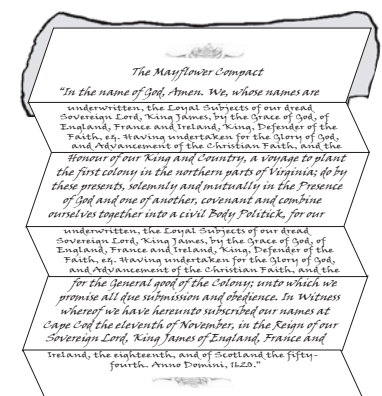 The Mayflower Compact
"In the name of God, Amen. We, whose names are
underwritten, the Loyal Subjects of our dread
Sovereign Lord, King James, by the Grace of God, of
England, France and Ireland, King, Defender of the
Faith, e&. Having undertaken for the Glory of God,
and Advancement of the Christian Faith, and the
Honour of our King and Country, a voyage to plant
the first colony in the northern parts of Virginia; do by
these presents, solemnly and mutually in the Presence
of God and one of another, covenant and combine
ourselves together into a civil Body Politick, for our
underwritten, the Loyal Subjects of our dread
Sovereign Lord, King James, by the Grace of God, of
England, France and Ireland, King, Defender of the
Faith, e&. Having undertaken for the Glory of God,
and Advancement of the Christian Faith, and the
for the General good of the Colony; unto which we
promise all due submission and obedience. In Witness
whereof we have hereunto subscribed our names at
Cape Cod the eleventh of November, in the Reign of our
Sovereign Lord, King James of England, France and
Ireland, the eighteenth, and of Scotland the fifty-
fourth. Anno Domini, 1620."